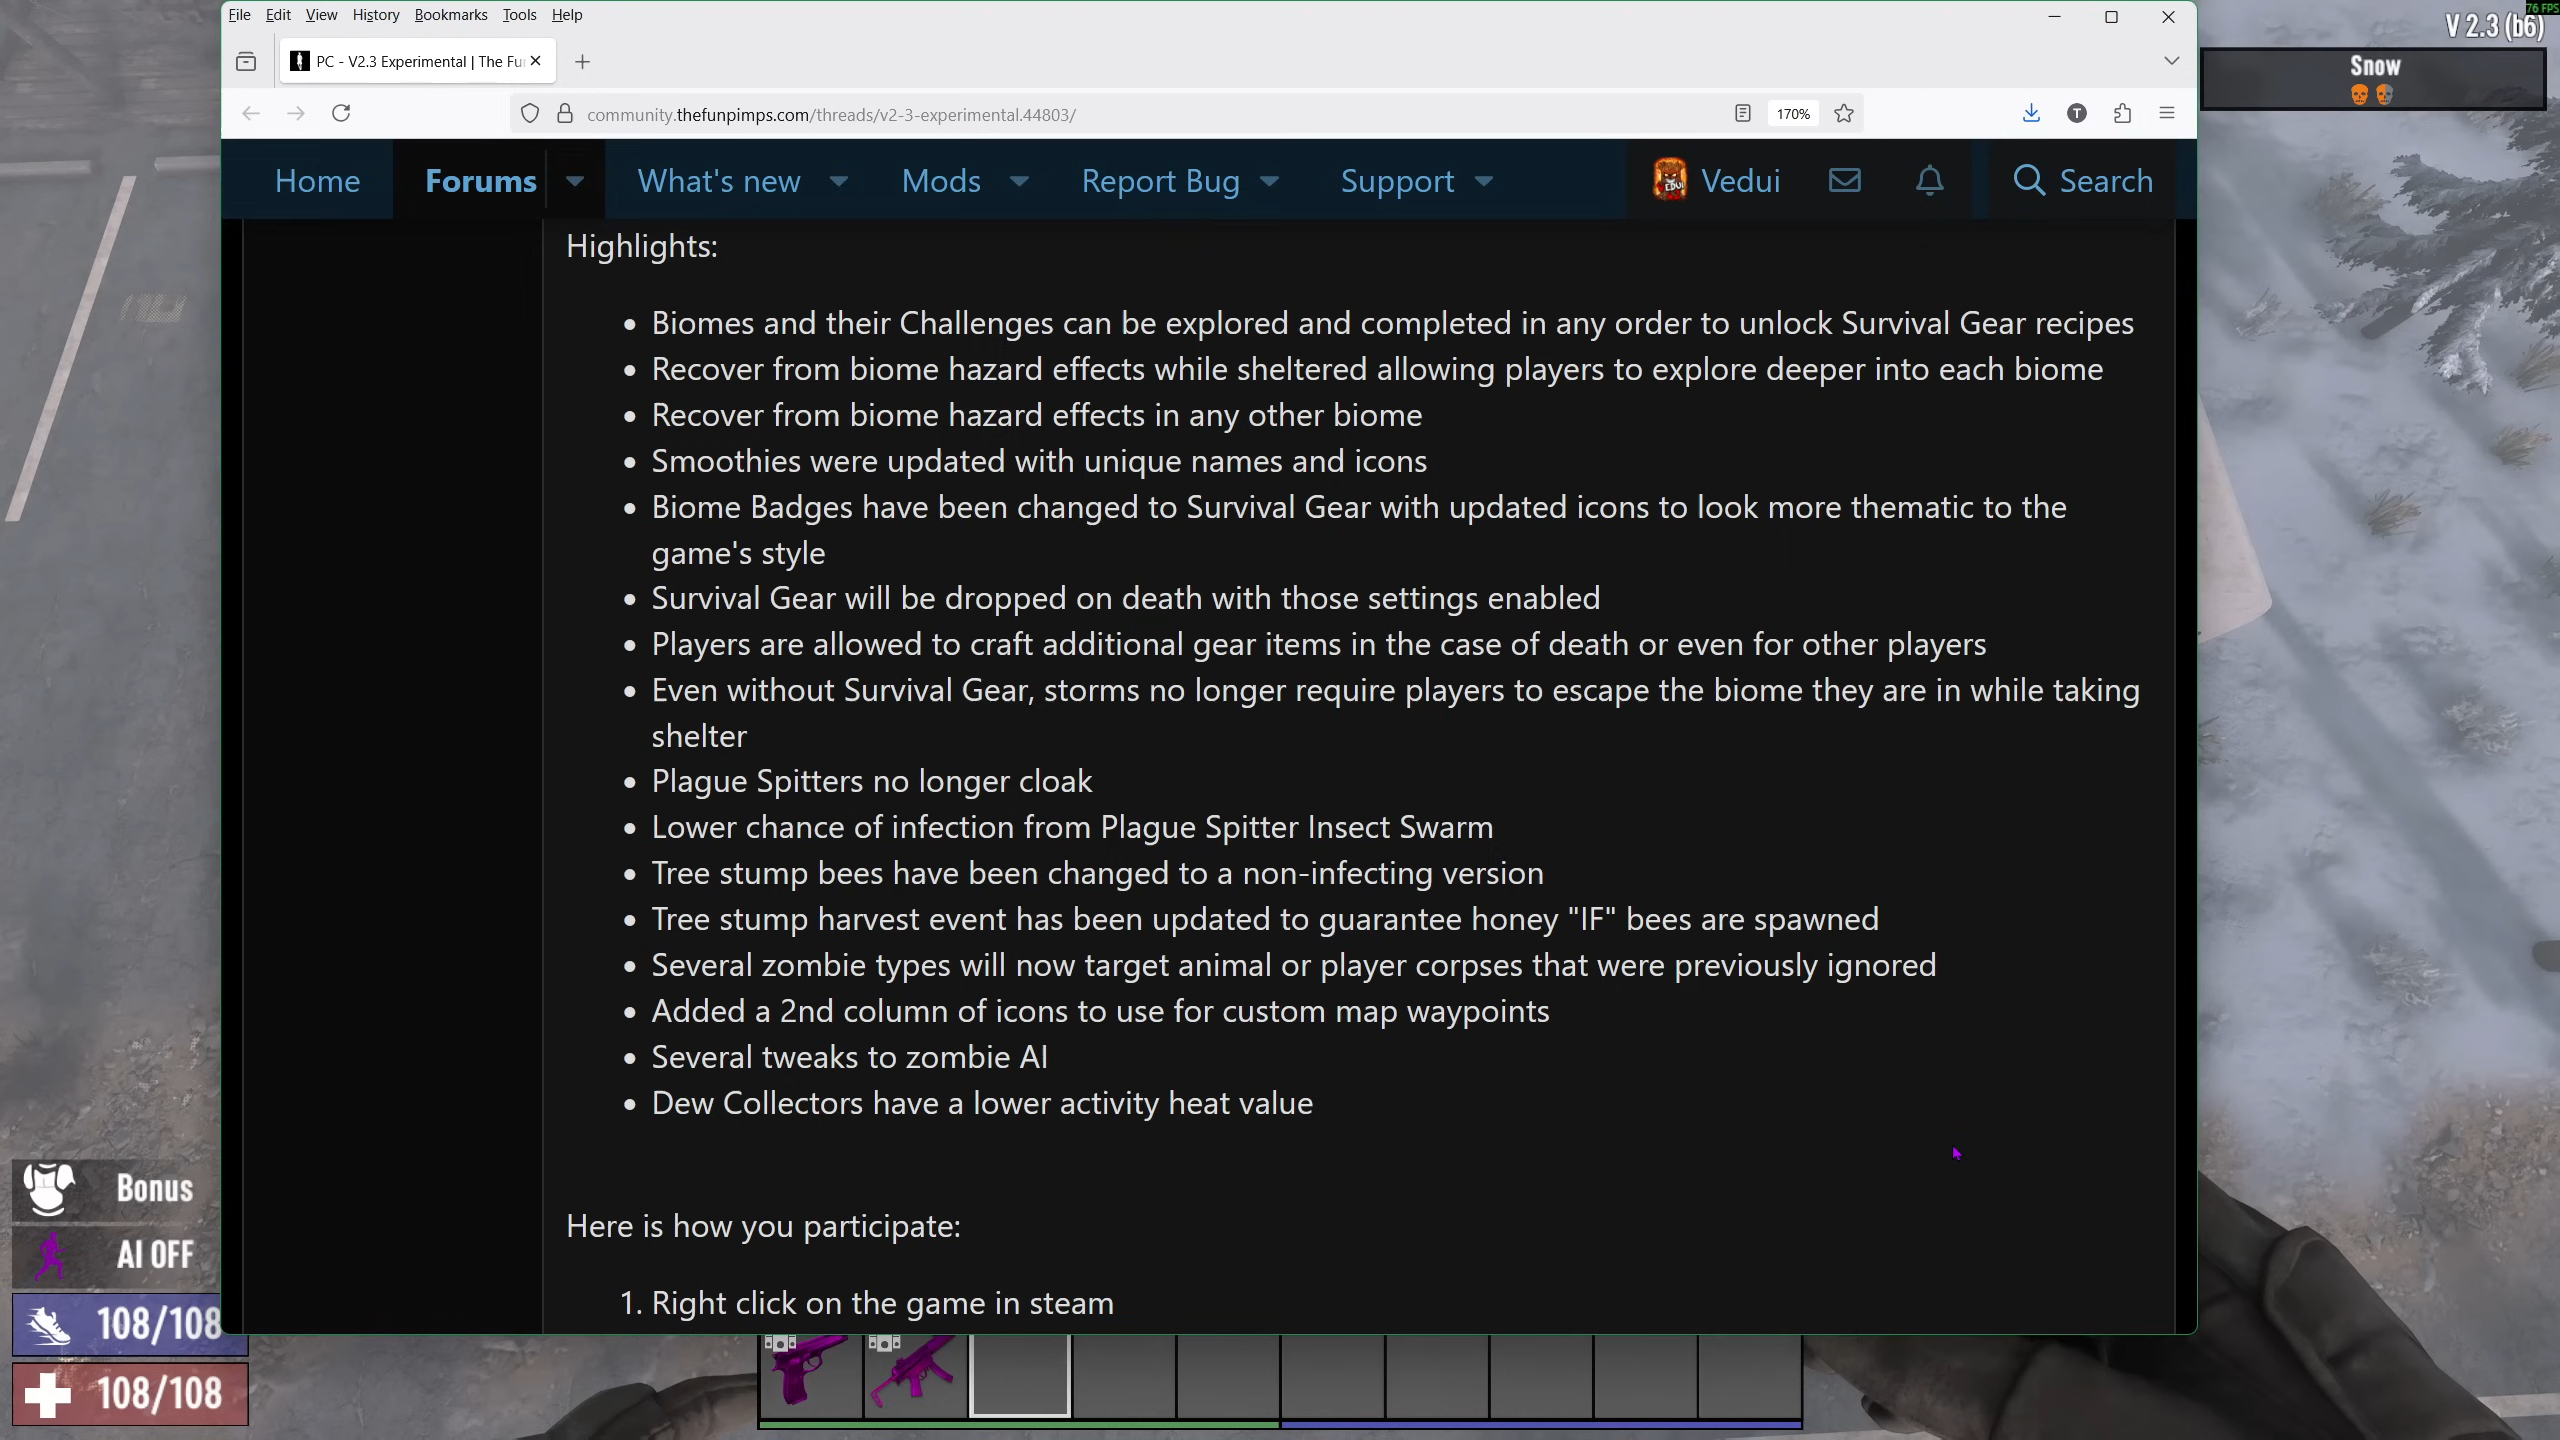 File Edit View History Bookmarks Tools Help
76 FPS
V 2.3 (b6)
PC - V2.3 Experimental | The Fu
Snow
community.thefunpimps.com/threads/v2-3-experimental.44803/
170%
T
Home Forums What's new Mods Report Bug Support Vedui Search
Highlights:
• Biomes and their Challenges can be explored and completed in any order to unlock Survival Gear recipes
• Recover from biome hazard effects while sheltered allowing players to explore deeper into each biome
• Recover from biome hazard effects in any other biome
• Smoothies were updated with unique names and icons
• Biome Badges have been changed to Survival Gear with updated icons to look more thematic to the
game's style
• Survival Gear will be dropped on death with those settings enabled
• Players are allowed to craft additional gear items in the case of death or even for other players
• Even without Survival Gear, storms no longer require players to escape the biome they are in while taking
shelter
• Plague Spitters no longer cloak
• Lower chance of infection from Plague Spitter Insect Swarm
• Tree stump bees have been changed to a non-infecting version
• Tree stump harvest event has been updated to guarantee honey "IF" bees are spawned
• Several zombie types will now target animal or player corpses that were previously ignored
• Added a 2nd column of icons to use for custom map waypoints
• Several tweaks to zombie AI
• Dew Collectors have a lower activity heat value
Here is how you participate:
1. Right click on the game in steam
Bonus
AI OFF
108/108
108/108